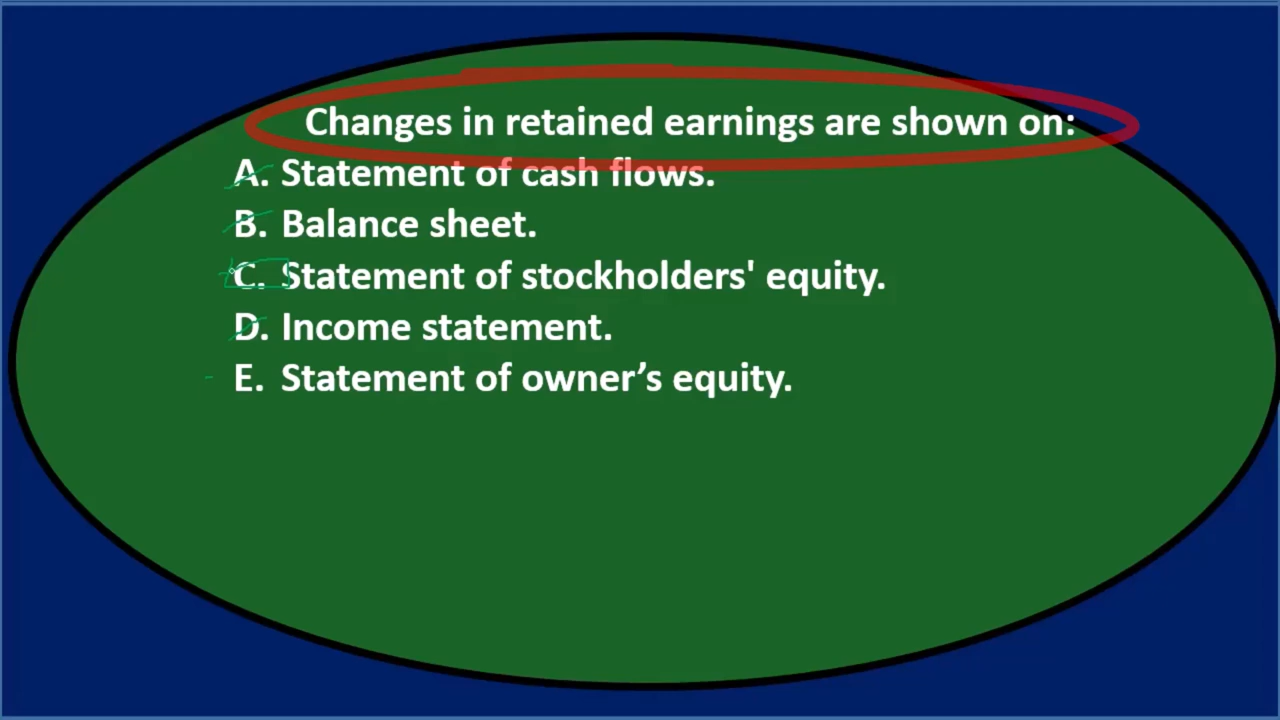 Changes in retained earnings are shown on:
A. Statement of cash flows.
B. Balance sheet.
C. Statement of stockholders' equity.
D. Income statement.
E. Statement of owner’s equity.